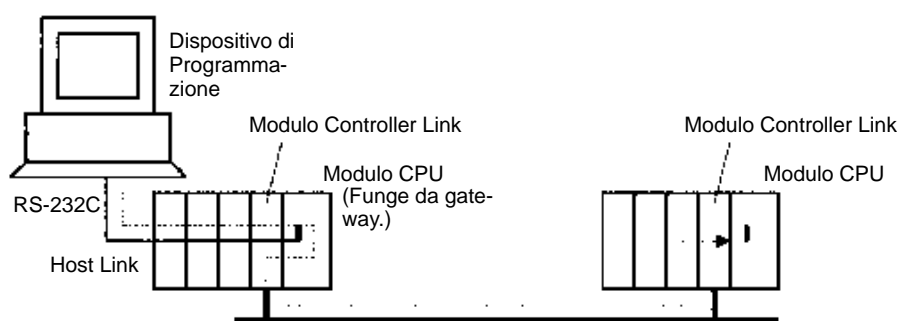 Dispositivo di
Programma-
zione
Modulo Controller Link
Modulo Controller Link
Modulo CPU
(Funge da gate-
way.)
Modulo CPU
RS-232C
Host Link